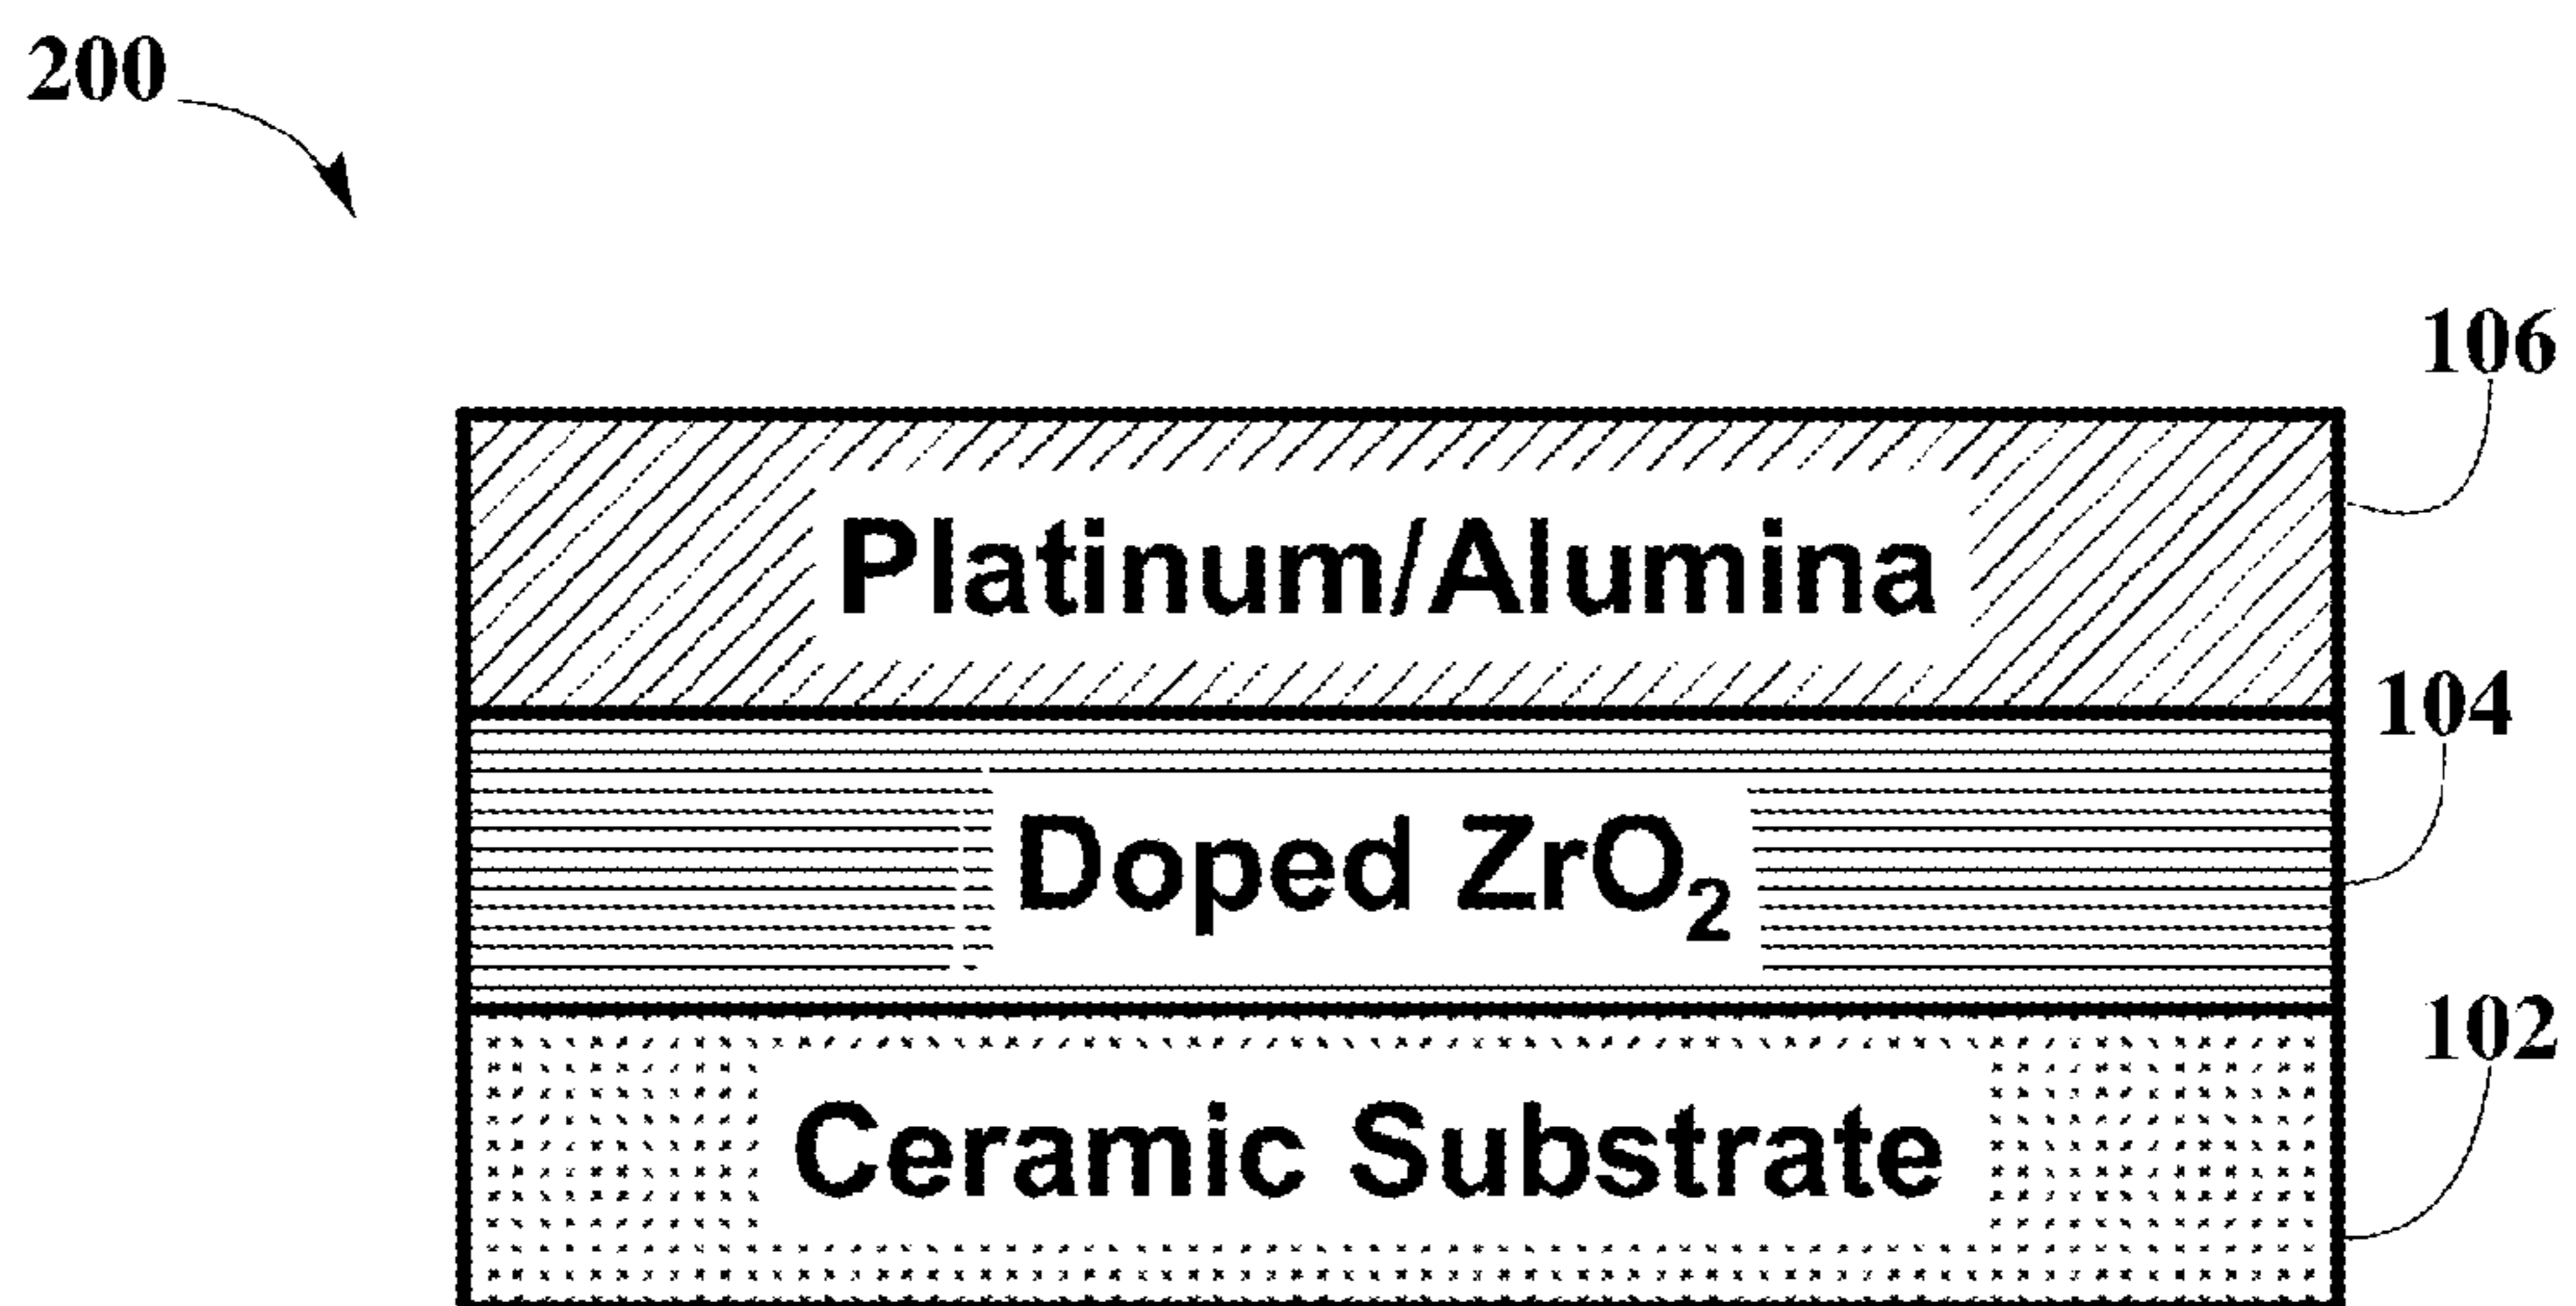 200
106
Platinum/Alumina
104
Doped ZrO₂
102
Ceramic Substrate